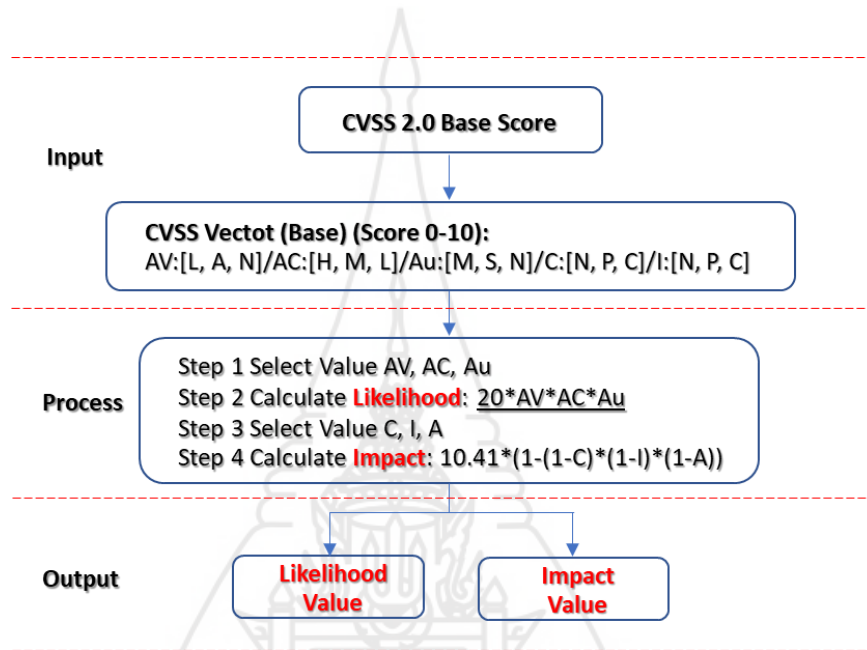 CVSS 2.0 Base Score
Input
CVSS Vectot (Base) (Score 0-10):
AV:[L, A, N]/AC:[H, M, L]/Au:[M, S, N]/C:[N, P, C]/I:[N, P, C]
Step 1 Select Value AV, AC, Au
Step 2 Calculate Likelihood: 20*AV*AC*Au
Process
Step 3 Select Value C, I, A
Step 4 Calculate Impact: 10.41*(1-(1-C)*(1-I)*(1-A))
Output
Likelihood
Value
Impact
Value